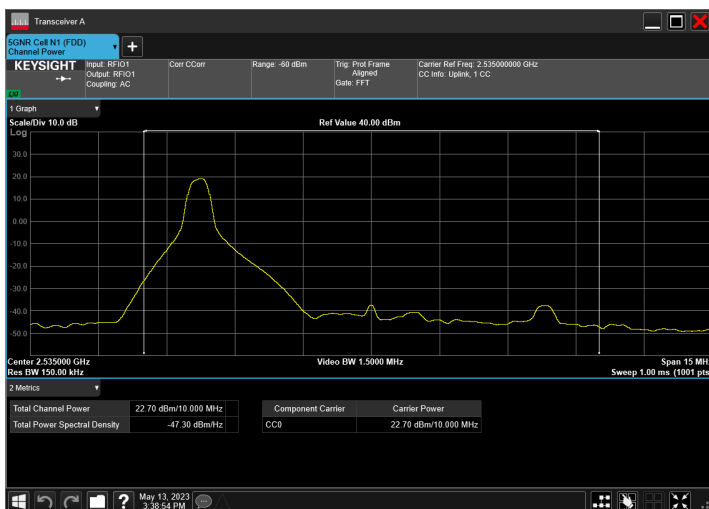 Transceiver A
5GNR Cell N1 (FDD)
Channel Power
KEYSIGHT
Input: RFIO1
Output: RFIO1
Coupling: AC
Corr CCorr
Range: -60 dBm
Trig: Prot Frame
Aligned
Gate: FFT
Carrier Ref Freq: 2.535000000 GHz
CC Info: Uplink, 1 CC
LXI
1 Graph
Scale/Div 10.0 dB
Ref Value 40.00 dBm
Log
30.0
20.0
10.0
0.00
-10.0
-20.0
-30.0
-40.0
-50.0
Center 2.535000 GHz
Video BW 1.5000 MHz
Span 15 MHz
Res BW 150.00 kHz
Sweep 1.00 ms (1001 pts
2 Metrics
Total Channel Power 22.70 dBm/10.000 MHz
Total Power Spectral Density -47.30 dBm/Hz
Component Carrier Carrier Power
CC0 22.70 dBm/10.000 MHz
?
May 13, 2023
3:38:54 PM